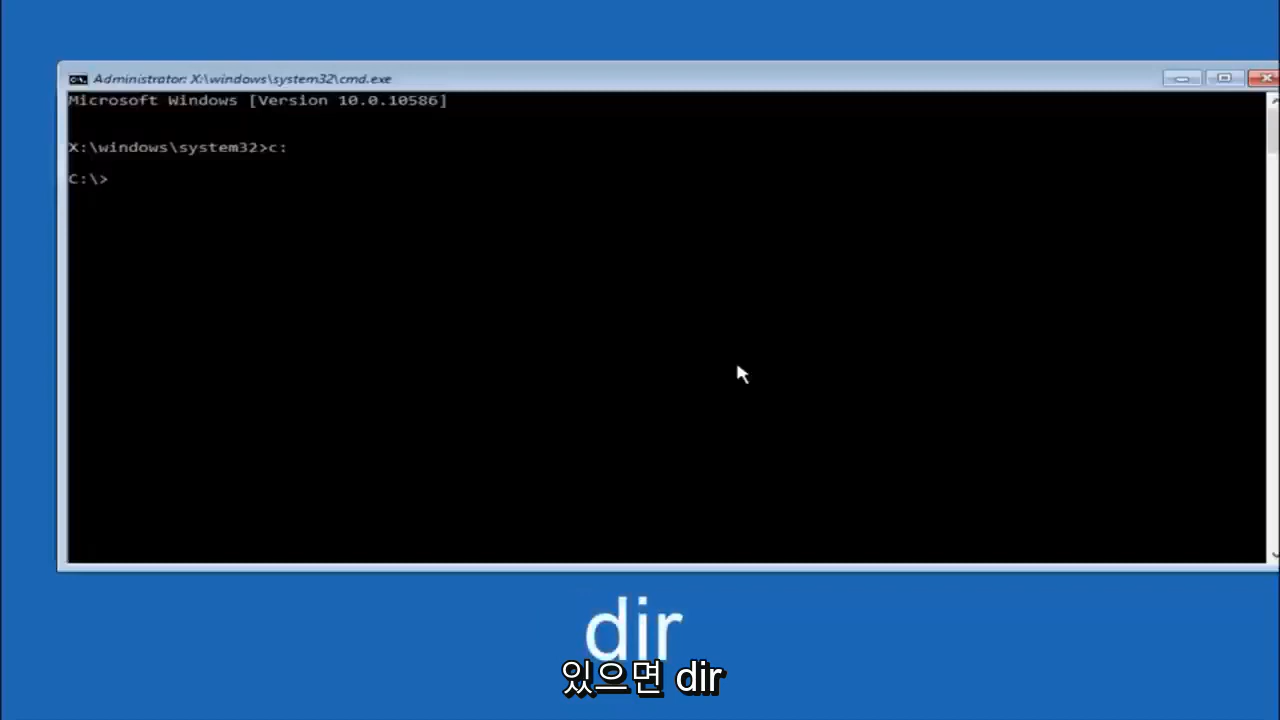 Administrator: X:\windows\system32\cmd.exe
Microsoft Windows [Version 10.0.10586]
X:\windows\system32>c:
C:\>
dir
있으면 dir